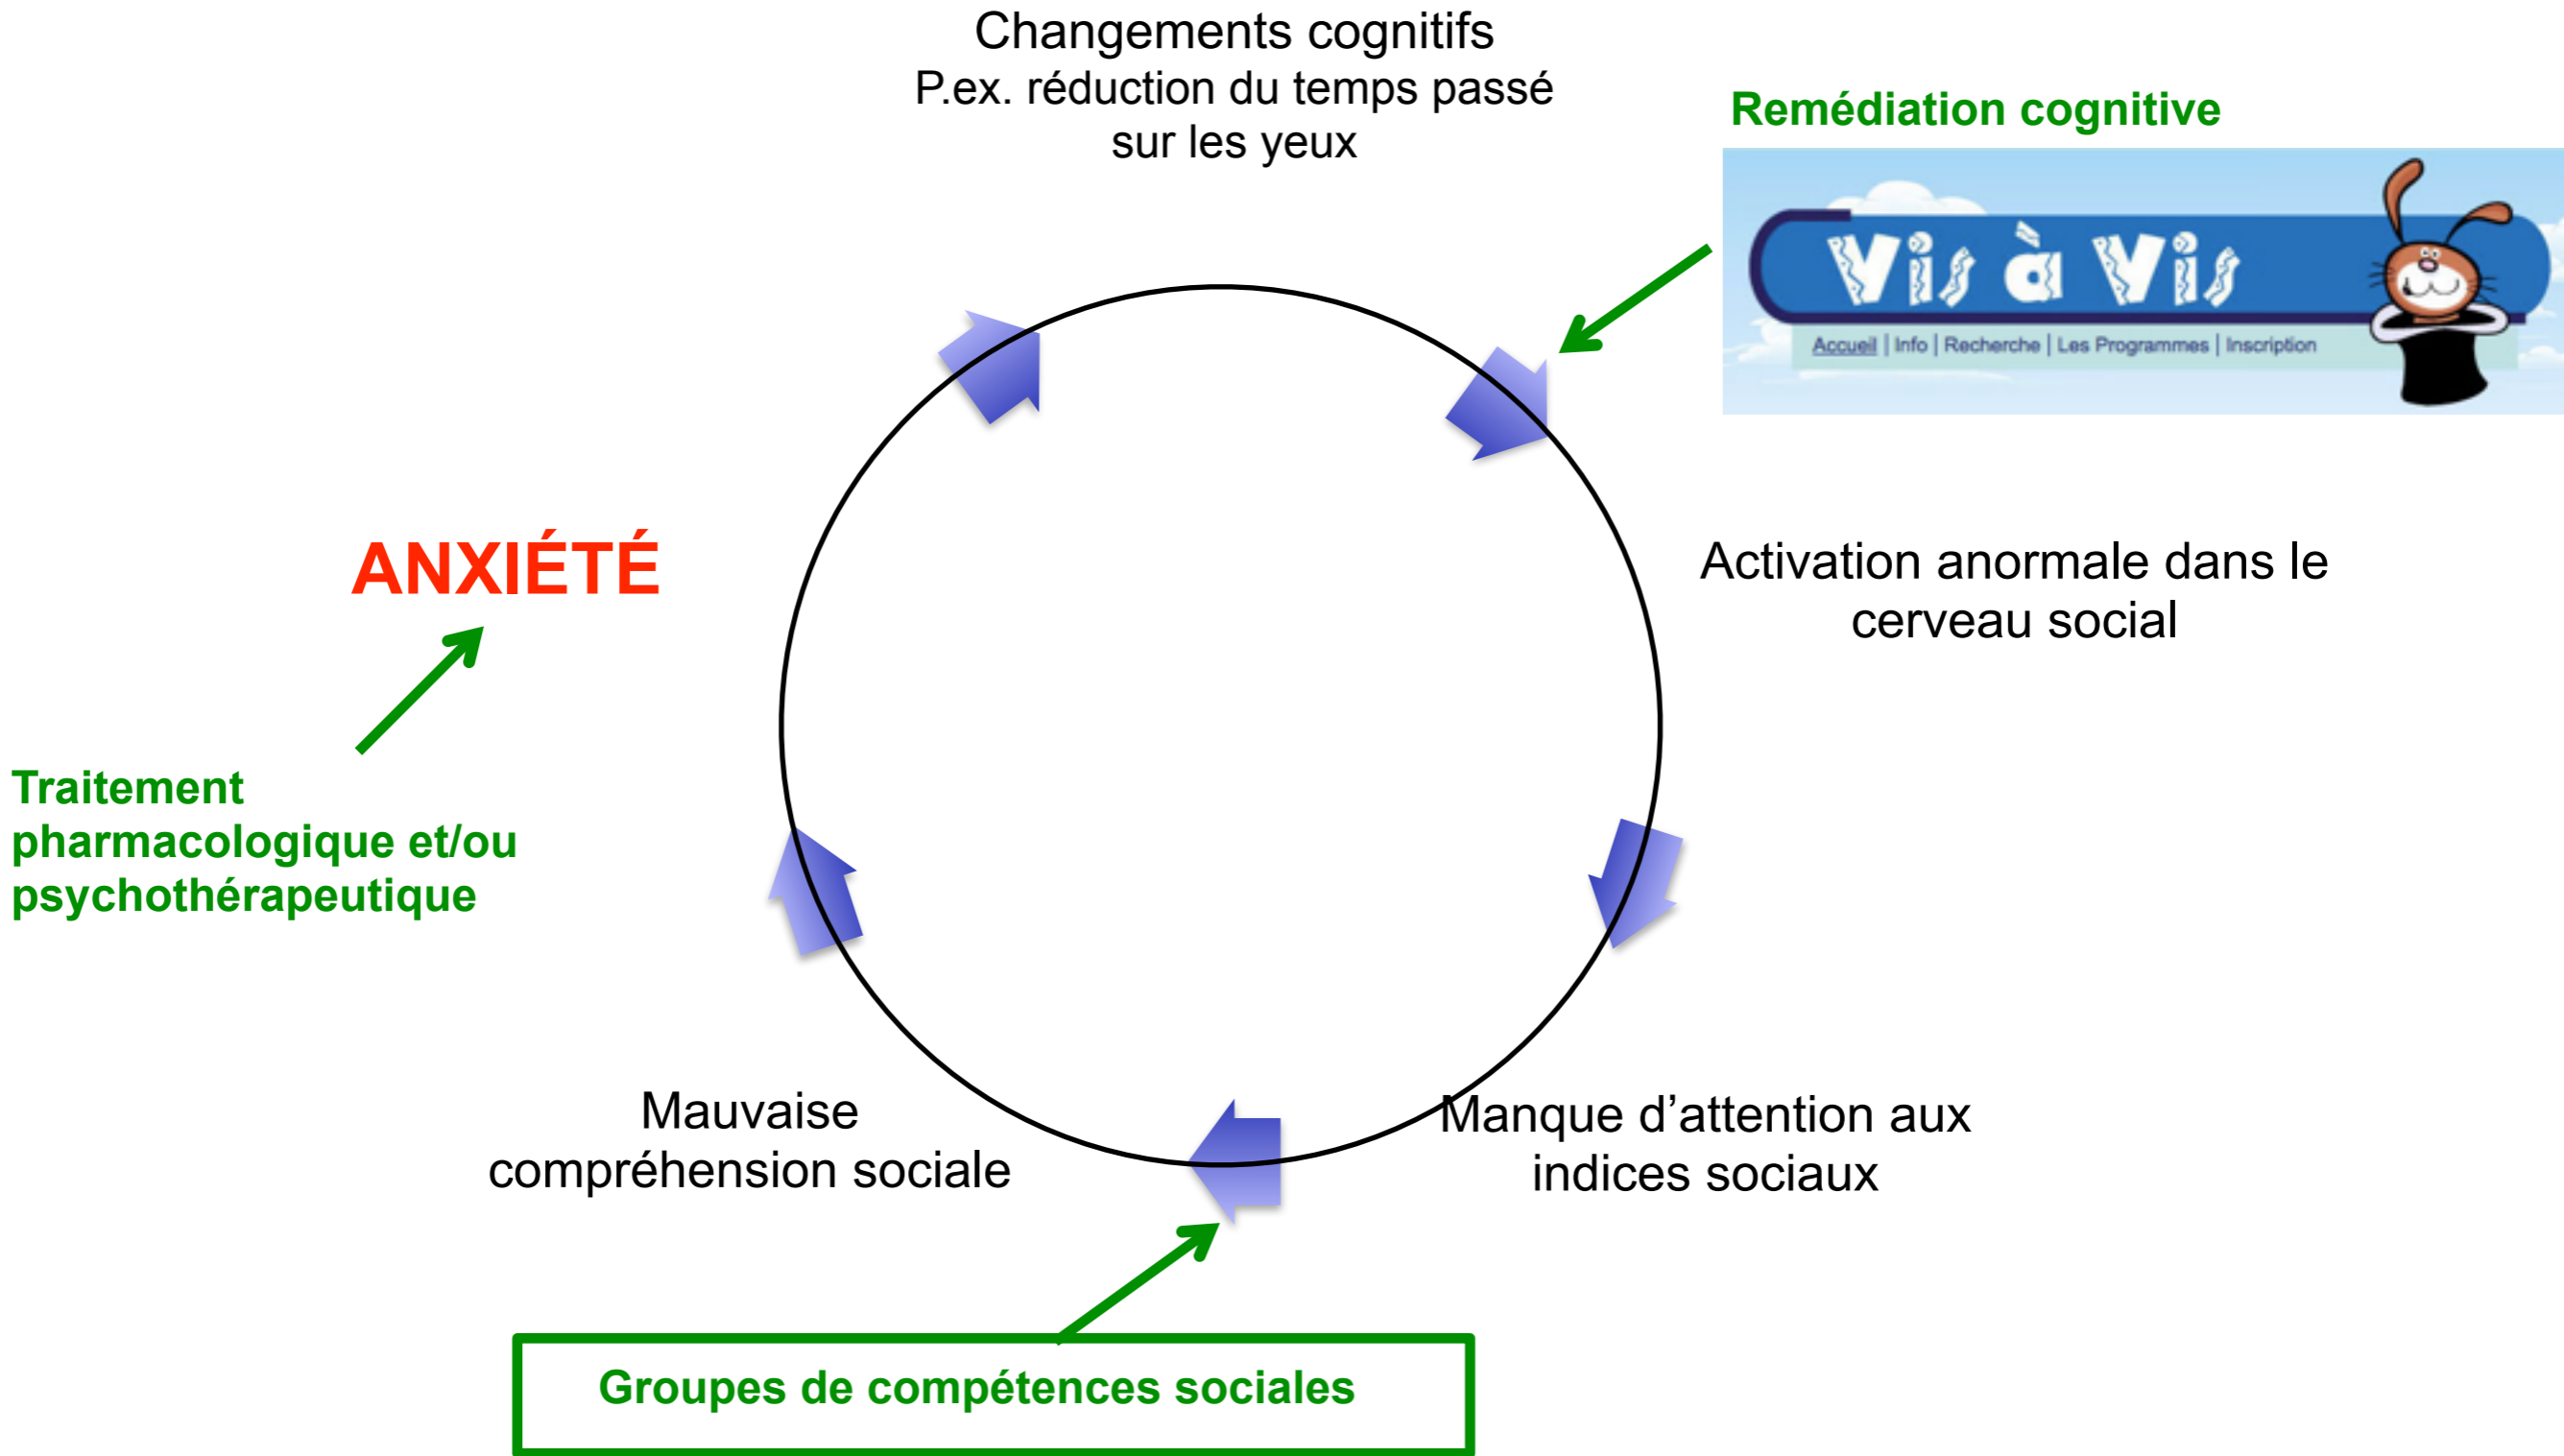 Changements cognitifs
P.ex. réduction du temps passé
sur les yeux
Remédiation cognitive
Vis à Vis
Accueil | Info | Recherche | Les Programmes | Inscription
ANXIÉTÉ
Activation anormale dans le
cerveau social
Traitement
pharmacologique et/ou
psychothérapeutique
Mauvaise
compréhension sociale
Manque d’attention aux
indices sociaux
Groupes de compétences sociales